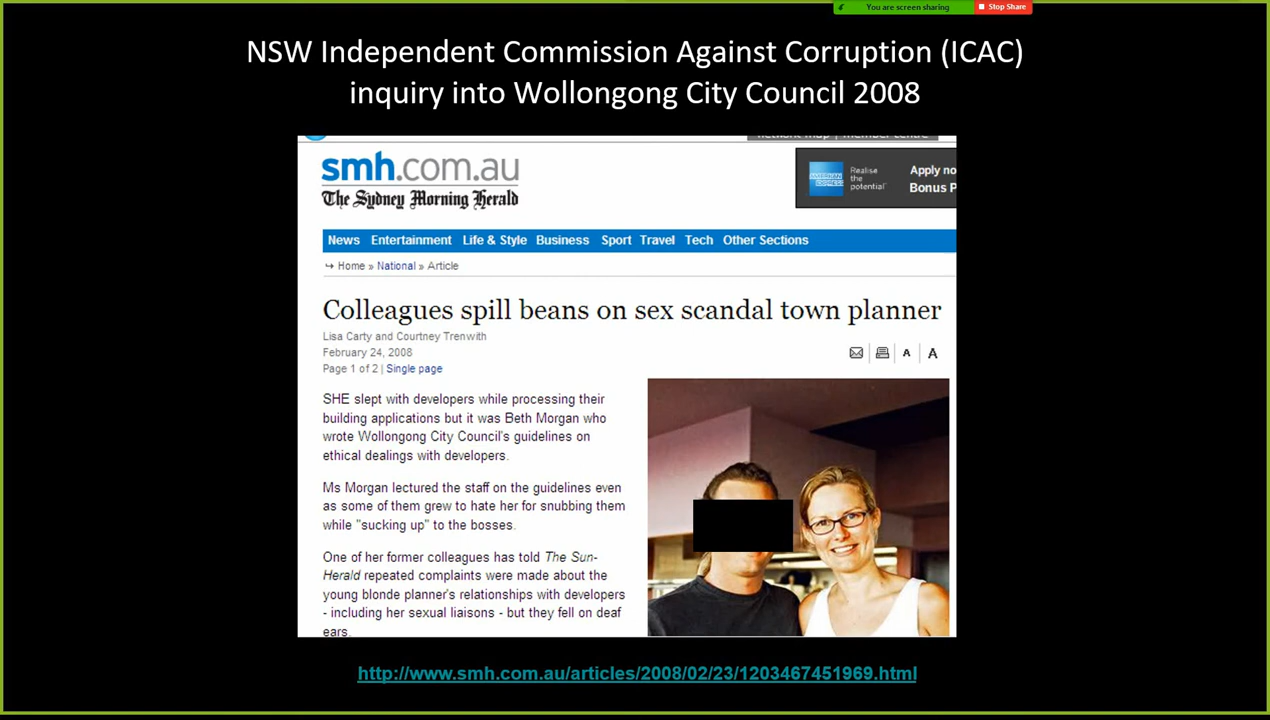 You are screen sharing
Stop Share
NSW Independent Commission Against Corruption (ICAC)
inquiry into Wollongong City Council 2008
smh.com.au
The Sydney Morning Herald
AMERICAN EXPRESS
Realise
the
potential
Apply no
Bonus P
News Entertainment Life & Style Business Sport Travel Tech Other Sections
Home » National » Article
Colleagues spill beans on sex scandal town planner
Lisa Carty and Courtney Trenwith
February 24, 2008
Page 1 of 2 | Single page
A A
SHE slept with developers while processing their
building applications but it was Beth Morgan who
wrote Wollongong City Council's guidelines on
ethical dealings with developers.
Ms Morgan lectured the staff on the guidelines even
as some of them grew to hate her for snubbing them
while "sucking up" to the bosses.
One of her former colleagues has told The Sun-
Herald repeated complaints were made about the
young blonde planner's relationships with developers
- including her sexual liaisons - but they fell on deaf
ears.
http://www.smh.com.au/articles/2008/02/23/1203467451969.html